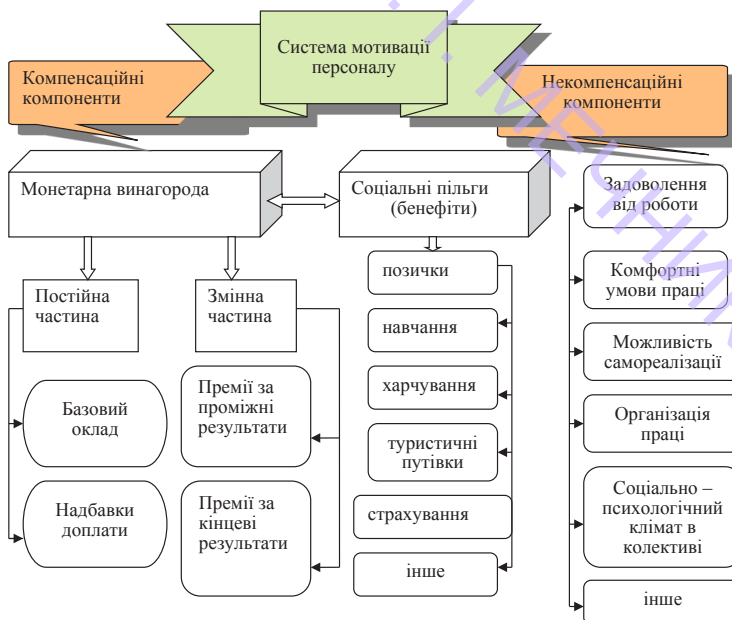 Система мотивації
персоналу
Компенсаційні
компоненти
Некомпенсаційні
компоненти
Монетарна винагорода
Соціальні пільги
(бенефіти)
Задоволення
від роботи
Постійна
частина
Змінна
частина
позички
навчання
харчування
туристичні
путівки
страхування
інше
Базовий
оклад
Надбавки
доплати
Премії за
проміжні
результати
Премії за
кінцеві
результати
Комфортні
умови праці
Можливість
самореалізації
Організація
праці
Соціально –
психологічний
клімат в
колективі
інше